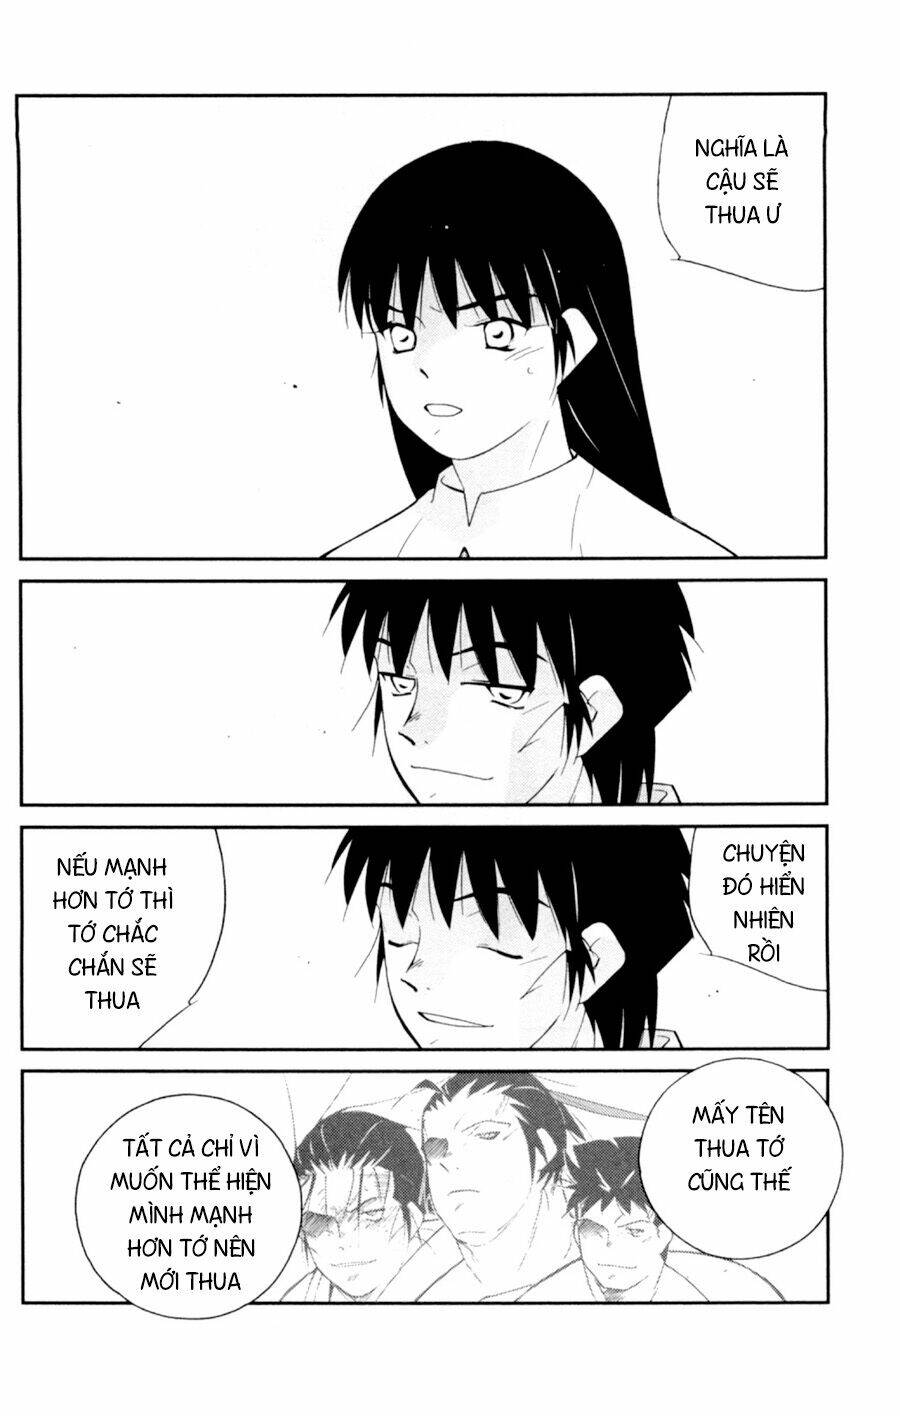 NGHĨA LÀ
CẬU SẼ
THUA Ư
CHUYỆN
ĐÓ HIỂN
NHIÊN
RỒI
NẾU MẠNH
HƠN TỚ THÌ
TỚ CHẮC
CHẮN SẼ
THUA
MẤY TÊN
THUA TỚ
CŨNG THẾ
TẤT CẢ CHỈ VÌ
MUỐN THỂ HIỆN
MÌNH MẠNH
HƠN TỚ NÊN
MỚI THUA